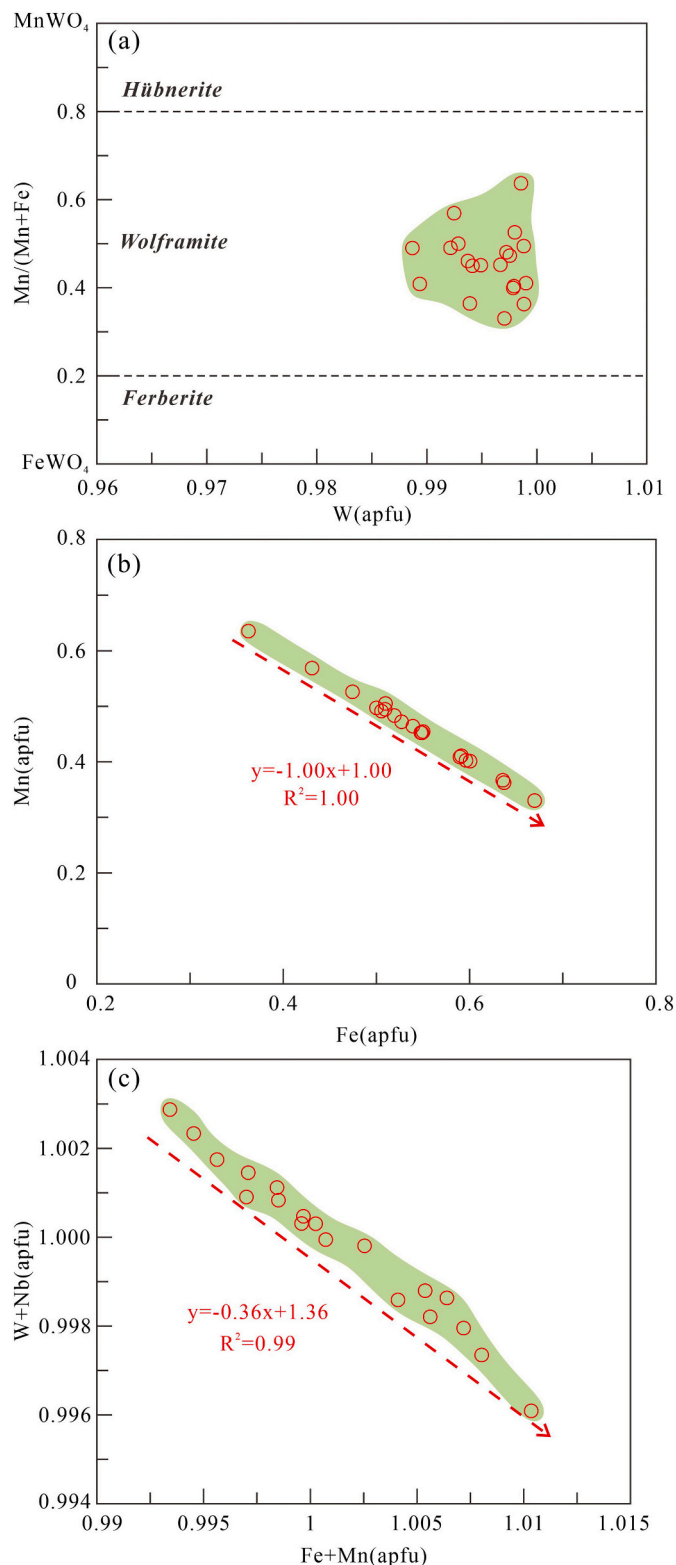 MnWO₄
(a)
Hübnerite
0.8
0.6
Mn/(Mn+Fe)
Wolframite
0.4
0.2
Ferberite
FeWO₄
0.96 0.97 0.98 0.99 1.00 1.01
W(apfu)
0.8
(b)
0.6
Mn(apfu)
0.4
y=-1.00x+1.00
R²=1.00
0.2
0
0.2 0.4 0.6 0.8
Fe(apfu)
1.004
(c)
1.002
W+Nb(apfu)
1.000
0.998
y=-0.36x+1.36
R²=0.99
0.996
0.994
0.99 0.995 1 1.005 1.01 1.015
Fe+Mn(apfu)